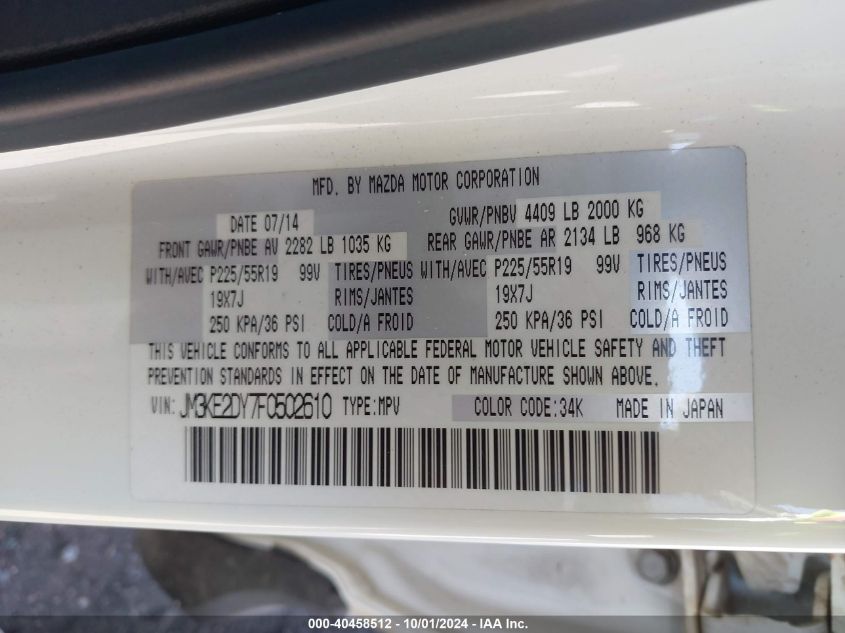 MFD. BY MAZDA MOTOR CORPORATION
DATE 07/14 GVWR/PNBV 4409 LB 2000 KG
FRONT GAWR/PNBE AV 2282 LB 1035 KG REAR GAWR/PNBE AR 2134 LB 968 KG
WITH/AVEC P225/55R19 99V TIRES/PNEUS WITH/AVEC P225/55R19 99V TIRES/PNEUS
19X7J RIMS/JANTES 19X7J RIMS/JANTES
250 KPA/36 PSI COLD/A FROID 250 KPA/36 PSI COLD/A FROID
THIS VEHICLE CONFORMS TO ALL APPLICABLE FEDERAL MOTOR VEHICLE SAFETY AND THEFT
PREVENTION STANDARDS IN EFFECT ON THE DATE OF MANUFACTURE SHOWN ABOVE.
VIN: JM3KE2DY7F0502610 TYPE:MPV COLOR CODE:34K MADE IN JAPAN
000-40458512 - 10/01/2024 - IAA Inc.